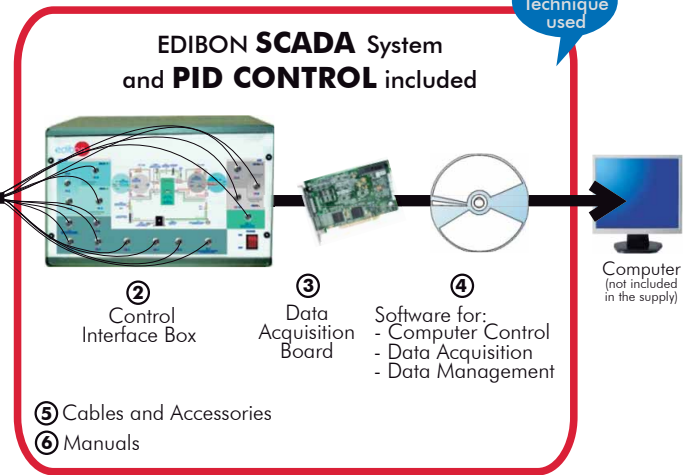 Technique
used
EDIBON SCADA System
and PID CONTROL included
edibon
2
Control
Interface Box
3
Data
Acquisition
Board
4
Software for:
- Computer Control
- Data Acquisition
- Data Management
Computer
(not included
in the supply)
5 Cables and Accessories
6 Manuals